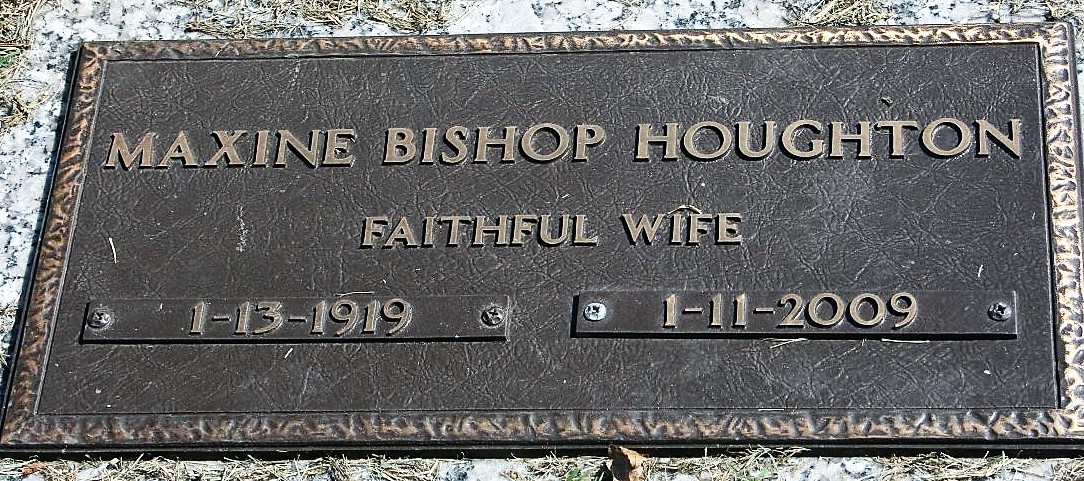 MAXINE BISHOP HOUGHTON
FAITHFUL WIFE
1-13-1919 1-11-2009